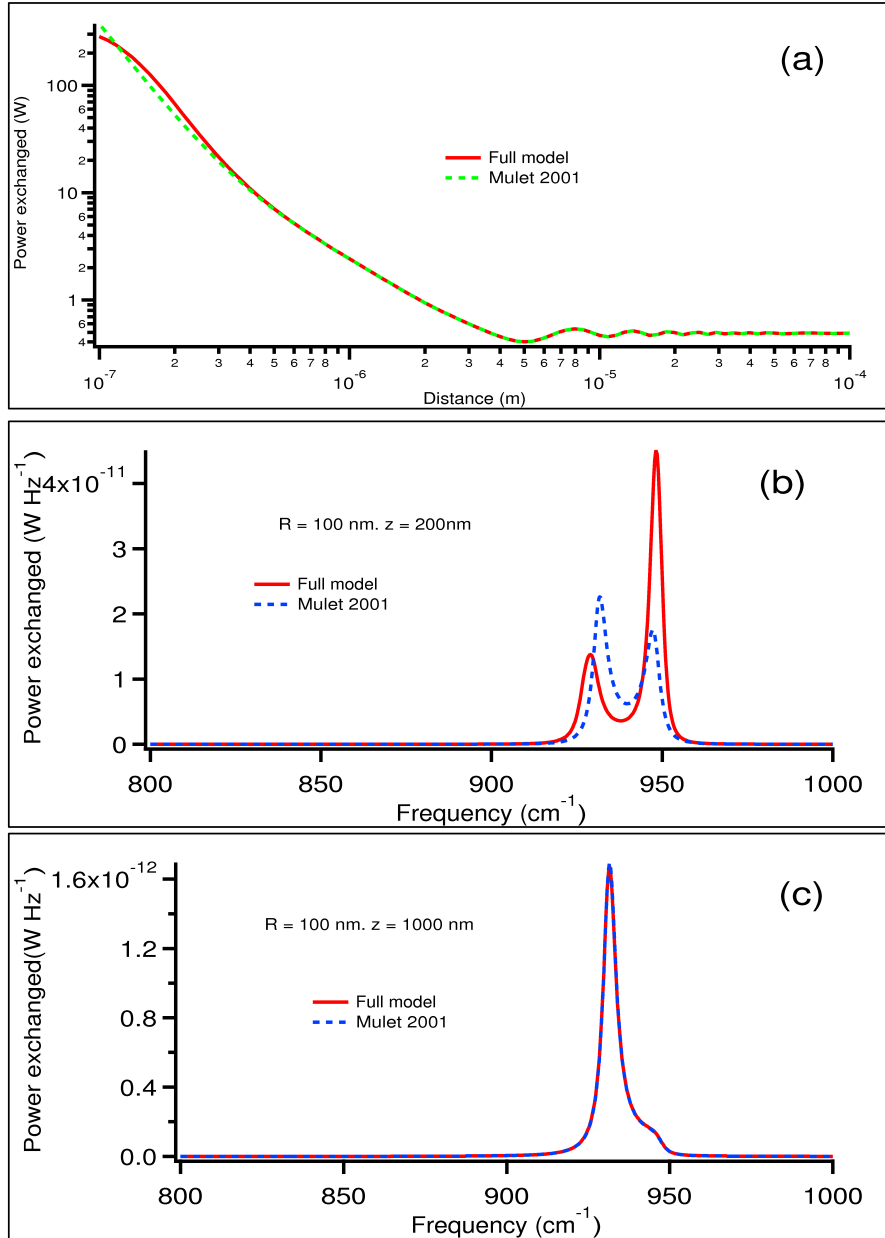 (a)
Power exchanged (W)
2
100
6
4
2
10
6
4
2
1
6
4
Full model
Mulet 2001
2 3 4 5 6 7 8 2 3 4 5 6 7 8 2 3 4 5 6 7 8
10-7 10-6 10-5 10-4
Distance (m)
(b)
Power exchanged (W Hz-1)
4x10-11
3
2
1
0
R = 100 nm. z = 200nm
Full model
Mulet 2001
800 850 900 950 1000
Frequency (cm-1)
(c)
Power exchanged(W Hz-1)
1.6x10-12
1.2
0.8
0.4
0.0
R = 100 nm. z = 1000 nm
Full model
Mulet 2001
800 850 900 950 1000
Frequency (cm-1)